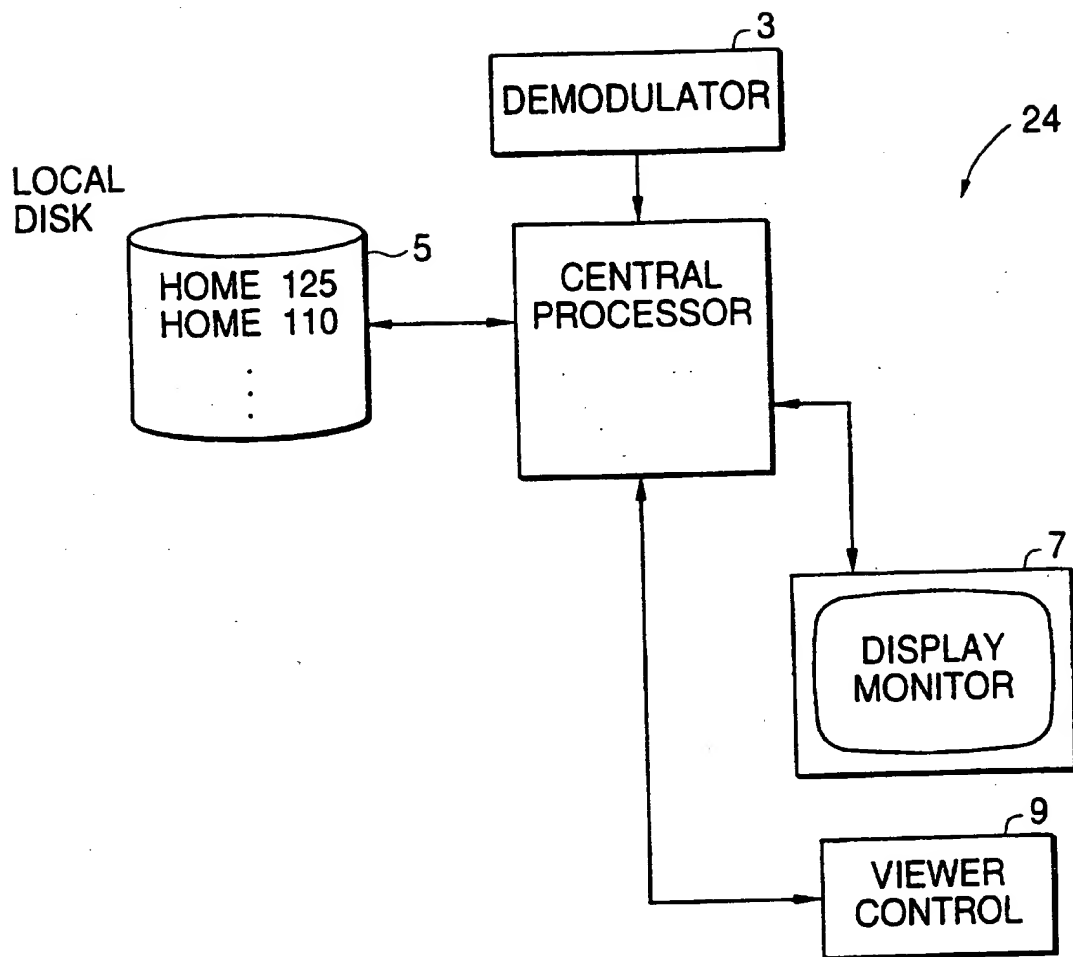 3
DEMODULATOR
24
LOCAL
DISK
5
HOME 125
HOME 110
CENTRAL
PROCESSOR
7
DISPLAY
MONITOR
9
VIEWER
CONTROL